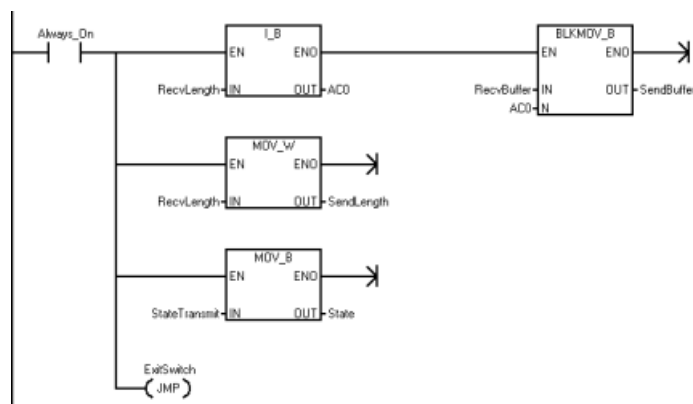 Always_On
I_B
BLKMOV_B
EN ENO
EN ENO
RecvLength IN OUT AC0
RecvBuffer IN OUT SendBuffe
AC0 N
MOV_W
EN ENO
RecvLength IN OUT SendLength
MOV_B
EN ENO
StateTransmit IN OUT State
ExitSwitch
JMP